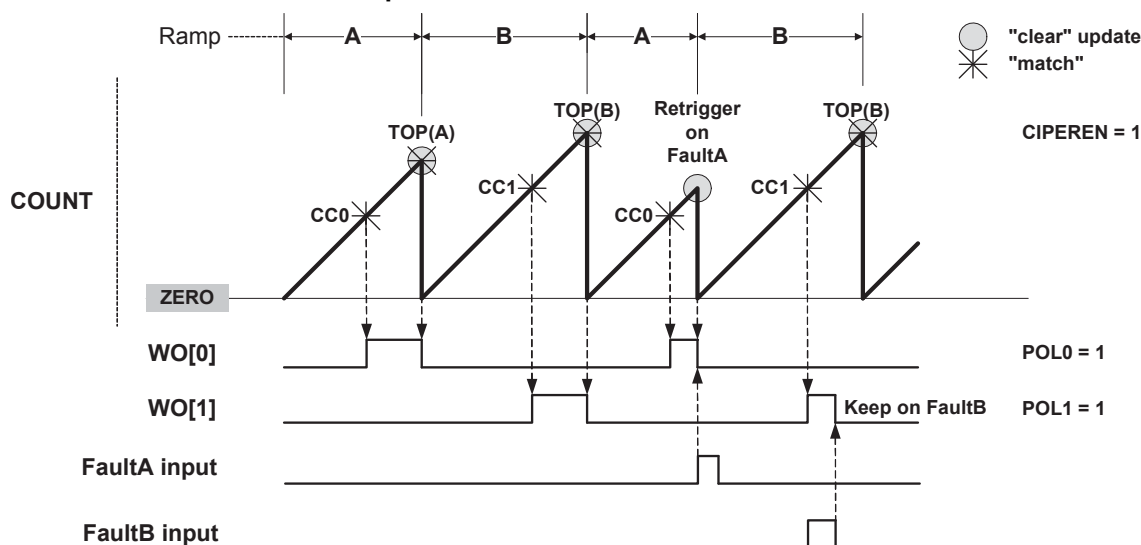 Ramp
A
B
A
B
"clear" update
"match"
TOP(A)
TOP(B)
Retrigger
on
FaultA
TOP(B)
CIPEREN = 1
COUNT
CC0
CC1
CC0
CC1
ZERO
WO[0]
POL0 = 1
WO[1]
Keep on FaultB
POL1 = 1
FaultA input
FaultB input